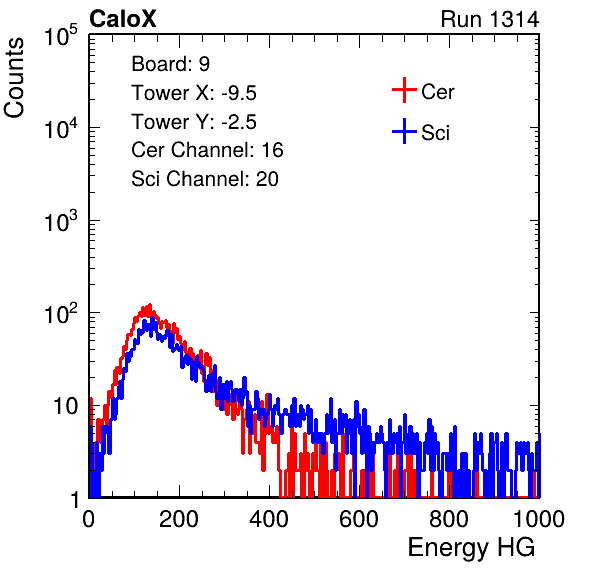 CaloX Run 1314
Counts
10^5
10^4
10^3
10^2
10
1
Board: 9
Tower X: -9.5
Tower Y: -2.5
Cer Channel: 16
Sci Channel: 20
Cer
Sci
0 200 400 600 800 1000
Energy HG